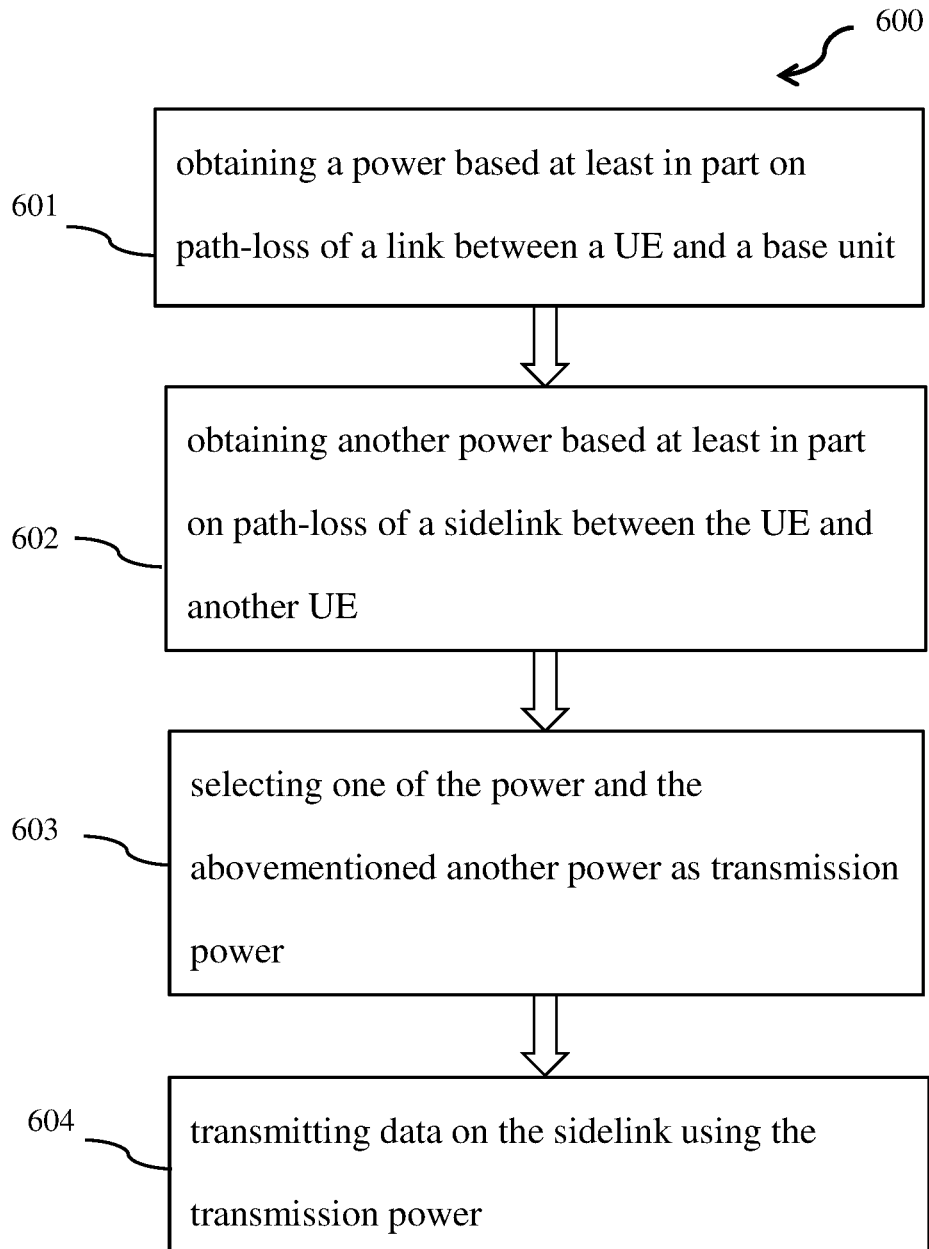 600
601
obtaining a power based at least in part on
path-loss of a link between a UE and a base unit
602
obtaining another power based at least in part
on path-loss of a sidelink between the UE and
another UE
603
selecting one of the power and the
abovementioned another power as transmission
power
604
transmitting data on the sidelink using the
transmission power